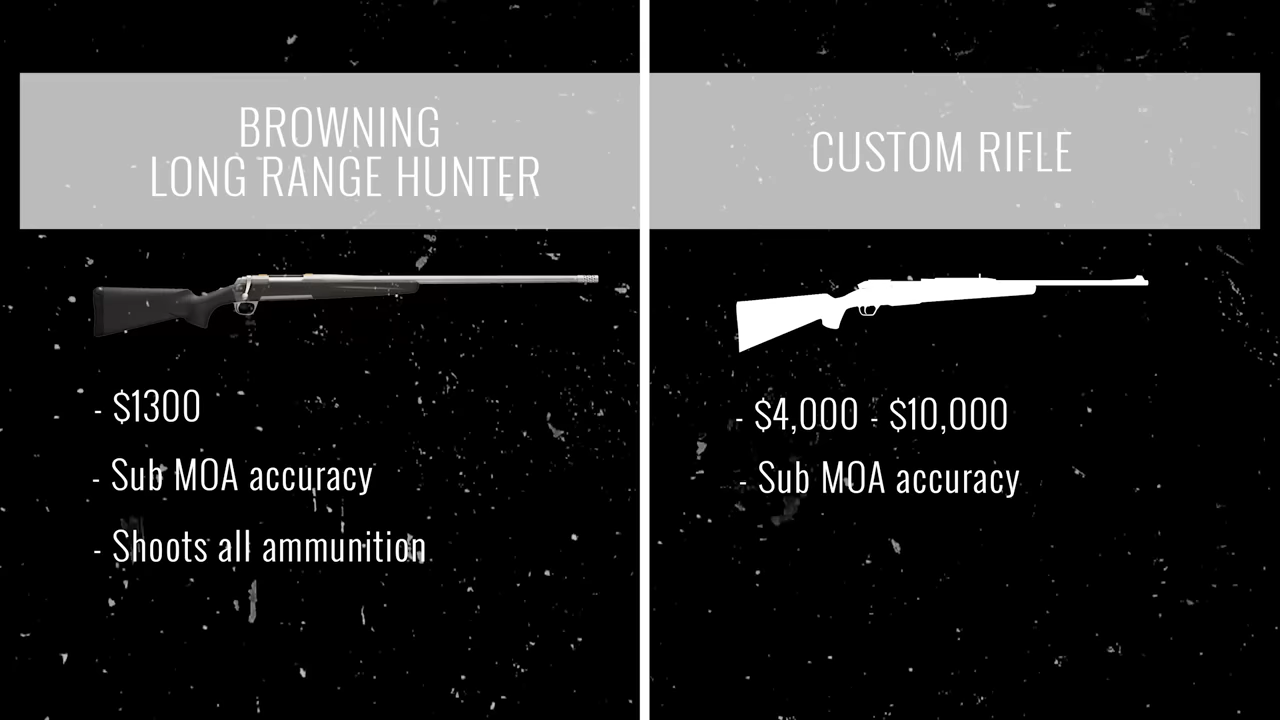 BROWNING
LONG RANGE HUNTER
- $1300
- Sub MOA accuracy
- Shoots all ammunition
CUSTOM RIFLE
- $4,000 - $10,000
- Sub MOA accuracy